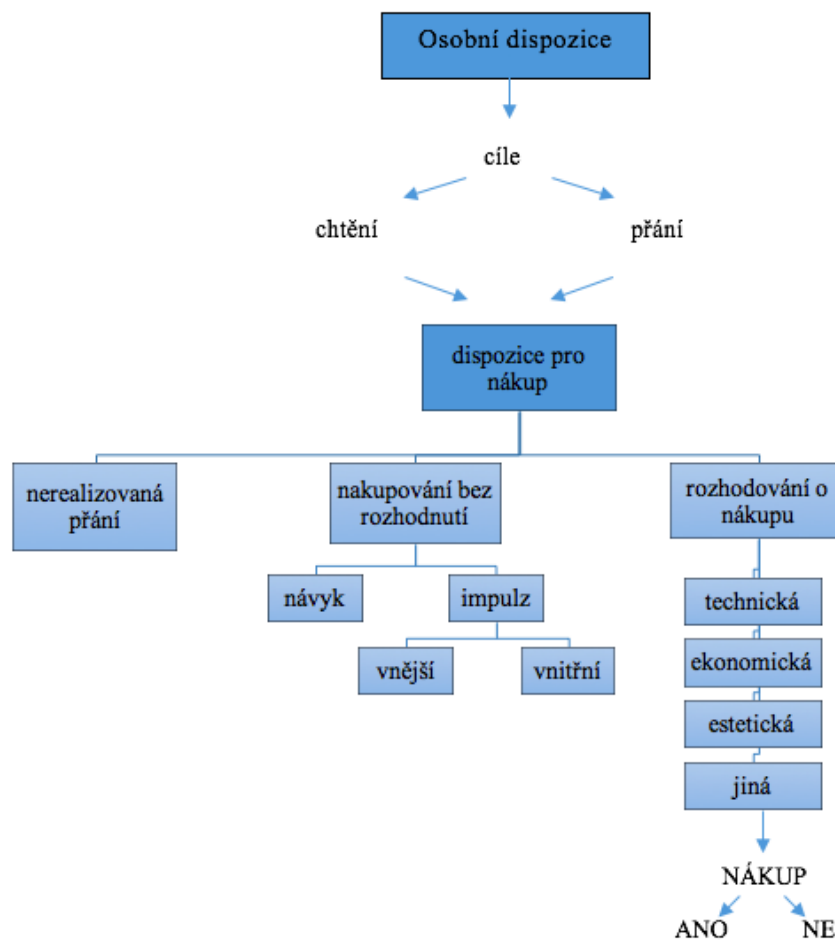 Osobní dispozice
cíle
chtění
přání
dispozice pro
nákup
nerealizovaná
přání
nakupování bez
rozhodnutí
rozhodování o
nákupu
návyk
impulz
technická
vnější
vnitřní
ekonomická
estetická
jiná
NÁKUP
ANO
NE